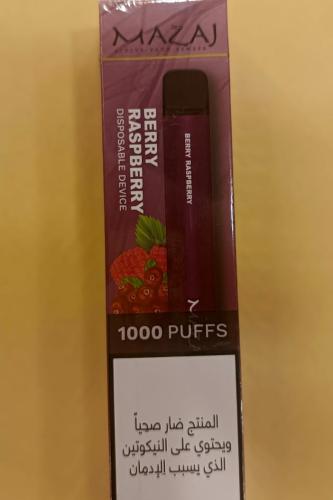 MAZAJ
BERRY
RASPBERRY
DISPOSABLE DEVICE
BERRY RASPBERRY
1000 PUFFS
المنتج ضار صحياً
ويحتوي على النيكوتين
الذي يسبب الإدمان